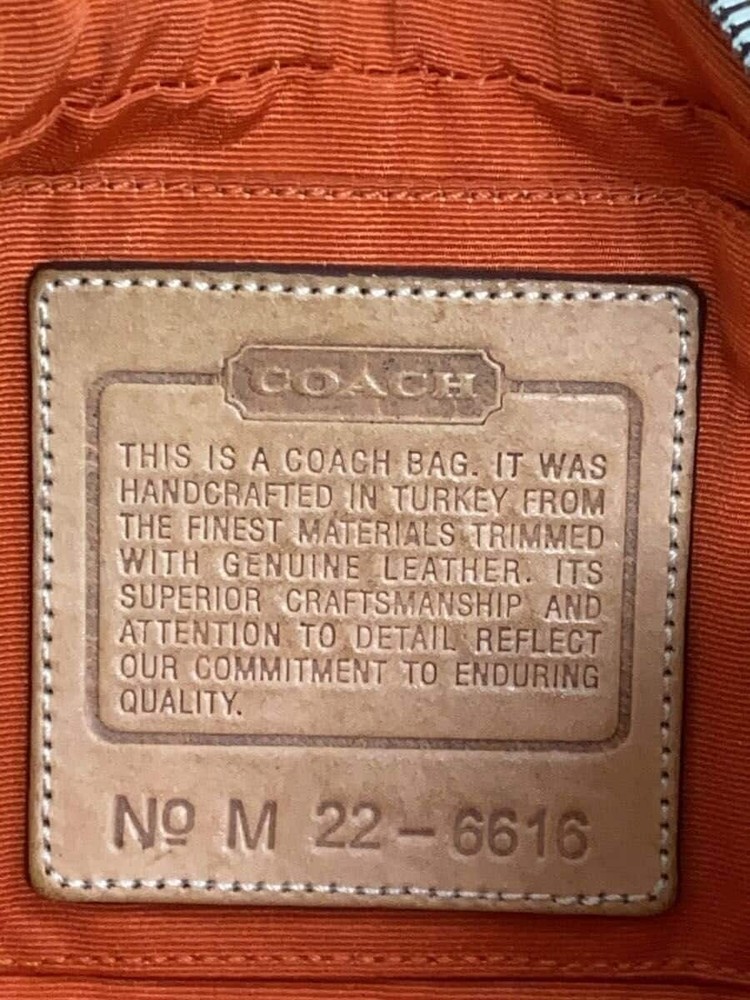 COACH
THIS IS A COACH BAG. IT WAS
HANDCRAFTED IN TURKEY FROM
THE FINEST MATERIALS TRIMMED
WITH GENUINE LEATHER. ITS
SUPERIOR CRAFTSMANSHIP AND
ATTENTION TO DETAIL REFLECT
OUR COMMITMENT TO ENDURING
QUALITY.
Nº M 22-6616